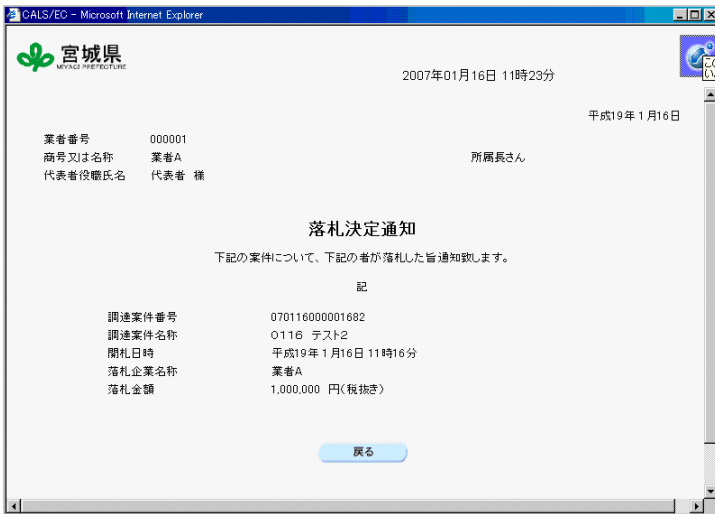 CALS/EC - Microsoft Internet Explorer
宮城県
MIYAGI PREFECTURE
2007年01月16日 11時23分
平成19年1月16日
業者番号 000001
商号又は名称 業者A 所属長さん
代表者役職氏名 代表者 様
落札決定通知
下記の案件について、下記の者が落札した旨通知致します。
記
調達案件番号 070116000001682
調達案件名称 0116 テスト2
開札日時 平成19年1月16日11時16分
落札企業名称 業者A
落札金額 1,000,000 円(税抜き)
戻る